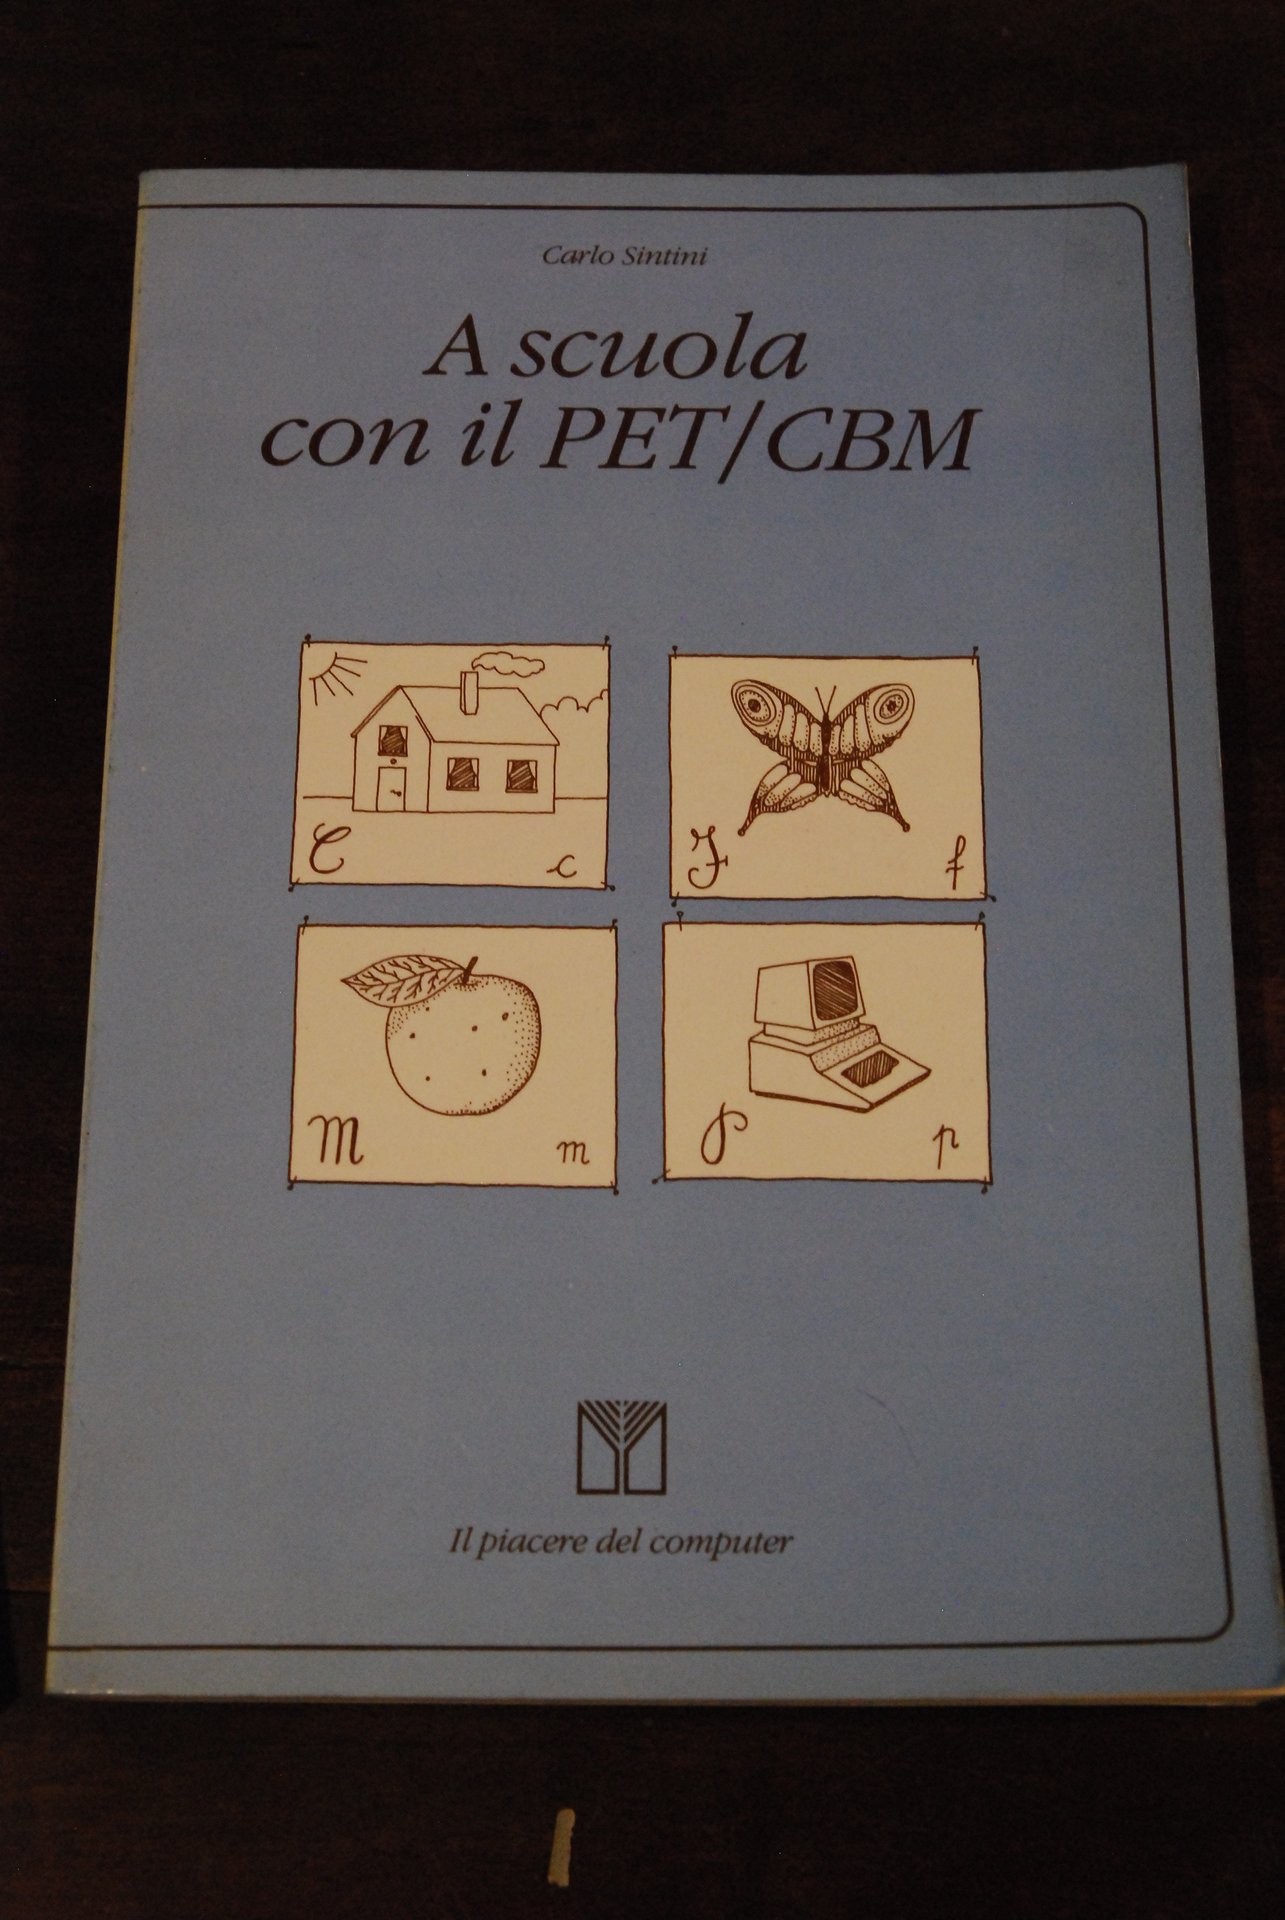 Carlo Sintini
A scuola
con il PET/CBM
C c
F f
M m
P p
Il piacere del computer